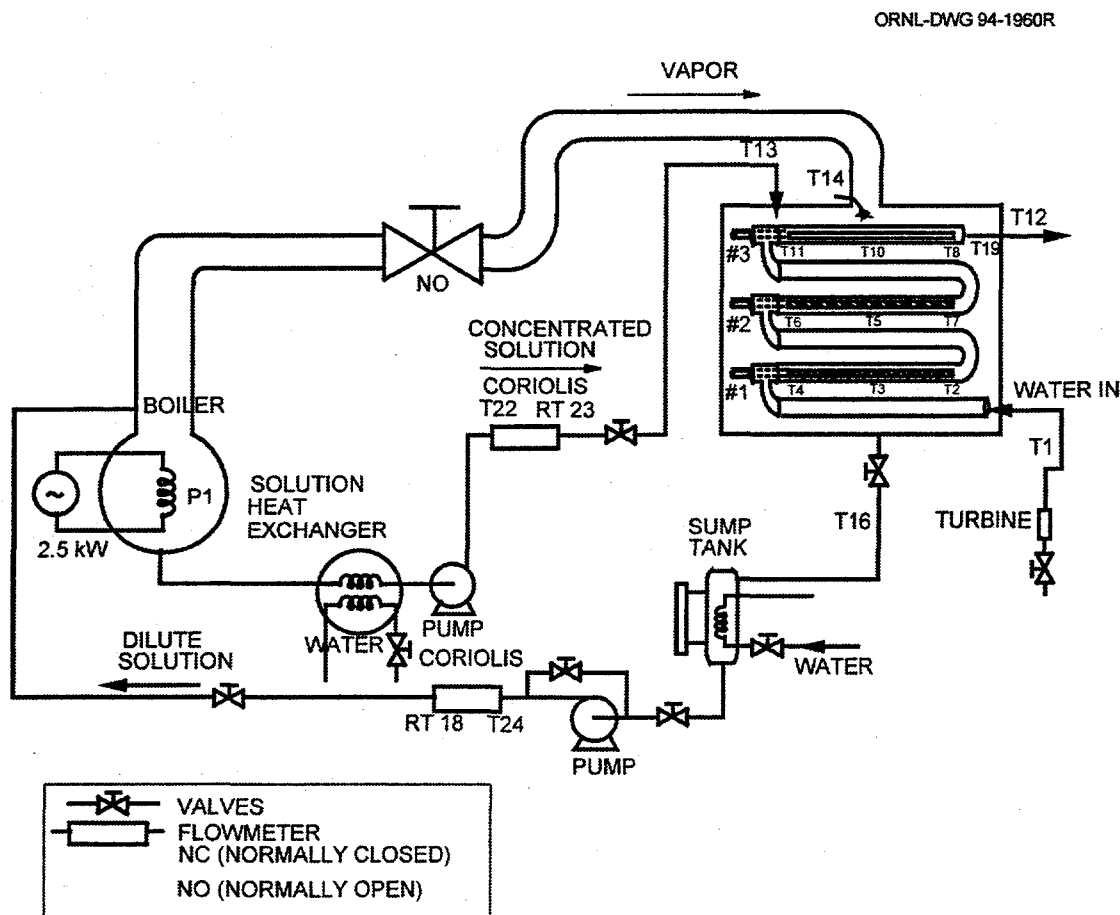 ORNL-DWG 94-1960R
VAPOR
T13
T14
T12
T19
#3
T11
T10
T8
NO
#2
T6
T5
T7
CONCENTRATED
SOLUTION
CORIOLIS
T22
RT 23
#1
T4
T3
T2
WATER IN
T1
BOILER
P1
2.5 kW
SOLUTION
HEAT
EXCHANGER
T16
TURBINE
SUMP
TANK
PUMP
WATER
CORIOLIS
WATER
DILUTE
SOLUTION
RT 18
T24
PUMP
VALVES
FLOWMETER
NC (NORMALLY CLOSED)
NO (NORMALLY OPEN)